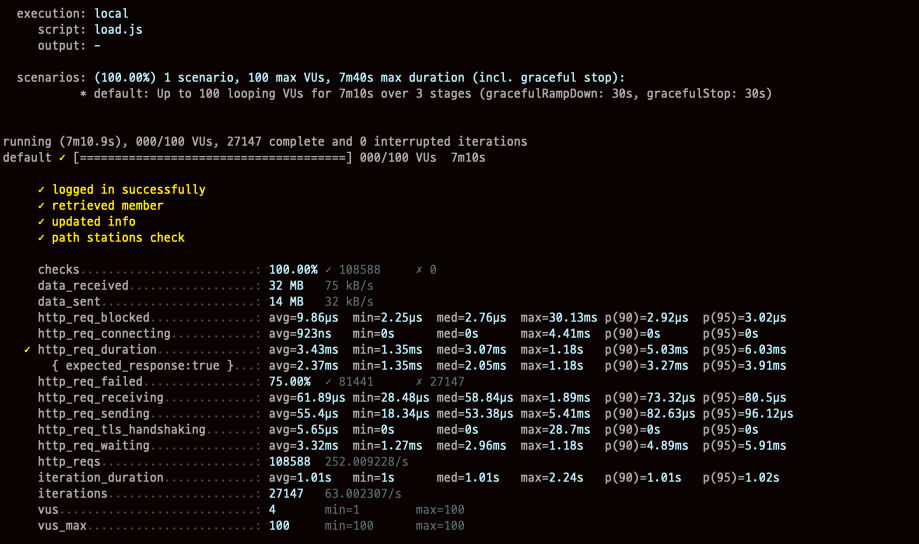 execution: local
script: load.js
output: -
scenarios: (100.00%) 1 scenario, 100 max VUs, 7m40s max duration (incl. graceful stop):
* default: Up to 100 looping VUs for 7m10s over 3 stages (gracefulRampDown: 30s, gracefulStop: 30s)
running (7m10.9s), 000/100 VUs, 27147 complete and 0 interrupted iterations
default ✓ [======================================] 000/100 VUs  7m10s
✓ logged in successfully
✓ retrieved member
✓ updated info
✓ path stations check
checks.........................: 100.00% ✓ 108588     ✗ 0
data_received..................: 32 MB   75 kB/s
data_sent......................: 14 MB   32 kB/s
http_req_blocked...............: avg=9.86µs  min=2.25µs  med=2.76µs  max=30.13ms p(90)=2.92µs  p(95)=3.02µs
http_req_connecting............: avg=923ns   min=0s      med=0s      max=4.41ms  p(90)=0s      p(95)=0s
✓ http_req_duration..............: avg=3.43ms  min=1.35ms  med=3.07ms  max=1.18s   p(90)=5.03ms  p(95)=6.03ms
{ expected_response:true }...: avg=2.37ms  min=1.35ms  med=2.05ms  max=1.18s   p(90)=3.27ms  p(95)=3.91ms
http_req_failed................: 75.00%  ✓ 81441      ✗ 27147
http_req_receiving.............: avg=61.89µs min=28.48µs med=58.84µs max=1.89ms  p(90)=73.32µs p(95)=80.5µs
http_req_sending...............: avg=55.4µs  min=18.34µs med=53.38µs max=5.41ms  p(90)=82.63µs p(95)=96.12µs
http_req_tls_handshaking.......: avg=5.65µs  min=0s      med=0s      max=28.7ms  p(90)=0s      p(95)=0s
http_req_waiting...............: avg=3.32ms  min=1.27ms  med=2.96ms  max=1.18s   p(90)=4.89ms  p(95)=5.91ms
http_reqs......................: 108588  252.009228/s
iteration_duration.............: avg=1.01s   min=1s      med=1.01s   max=2.24s   p(90)=1.01s   p(95)=1.02s
iterations.....................: 27147   63.002307/s
vus............................: 4       min=1        max=100
vus_max........................: 100     min=100      max=100